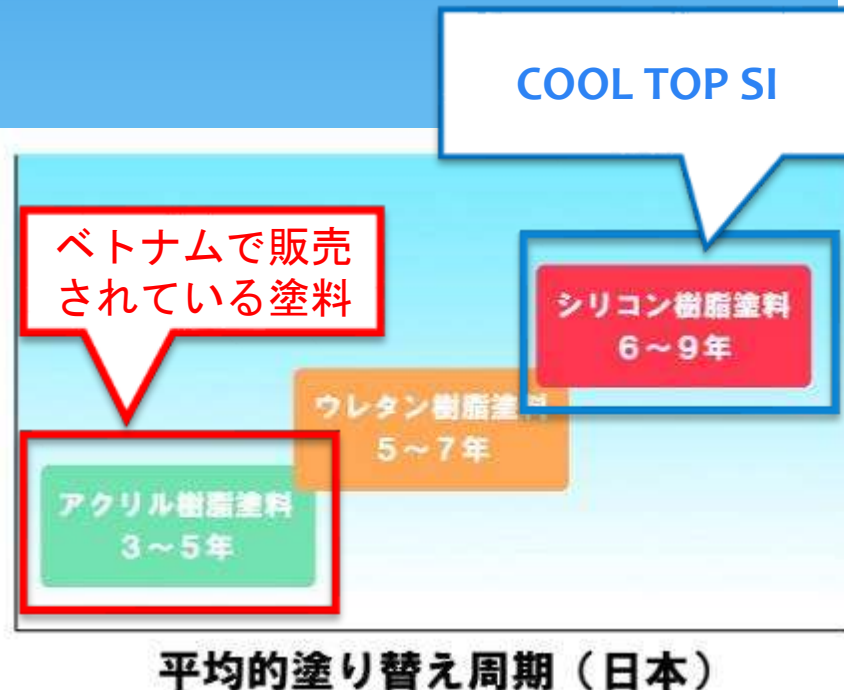 COOL TOP SI
ベトナムで販売
されている塗料
シリコン樹脂塗料
6～9年
ウレタン樹脂塗料
5～7年
アクリル樹脂塗料
3～5年
平均的塗り替え周期（日本）